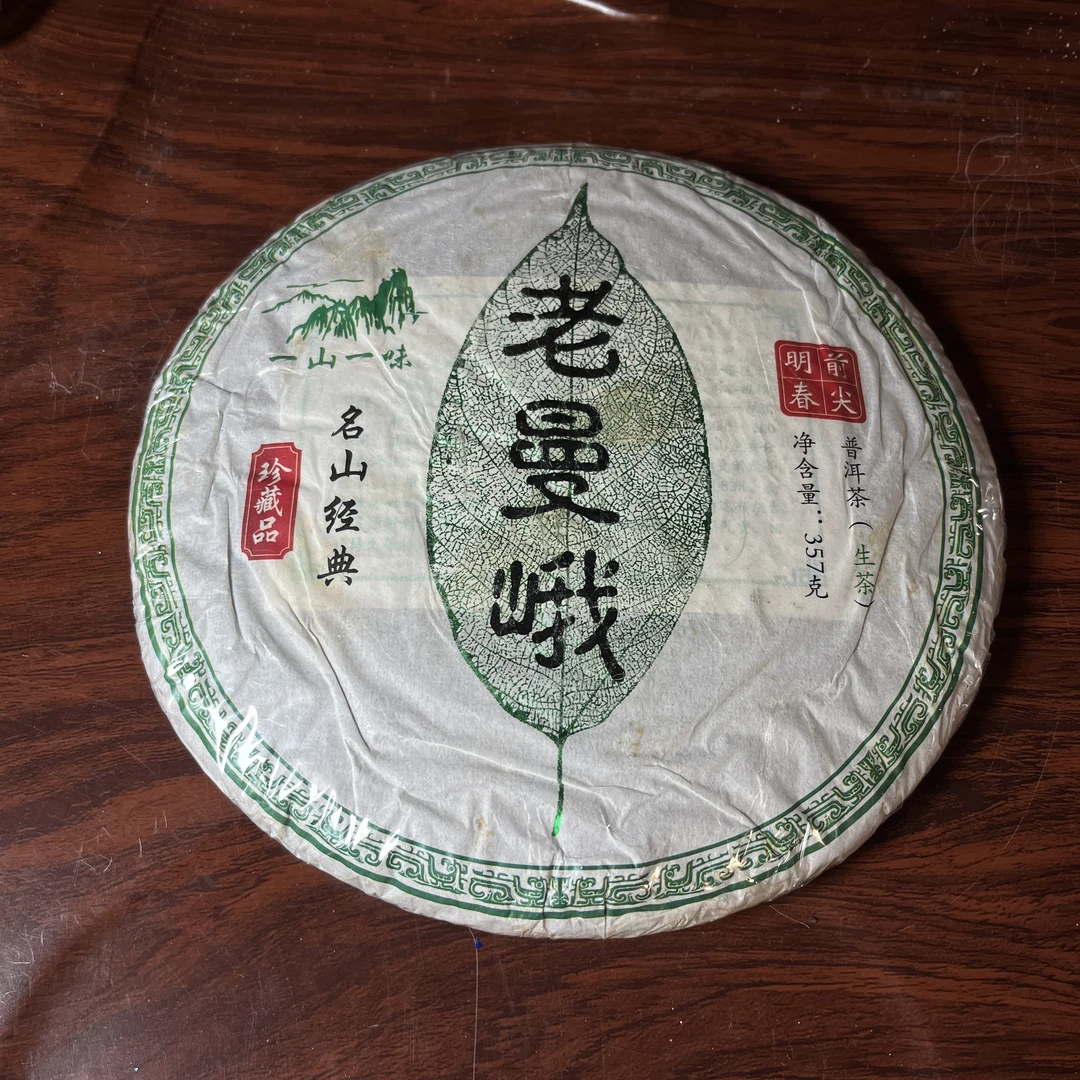 老曼峨
一山一味
名山经典
珍藏品
明前
春尖
普洱茶(生茶)
净含量:357克